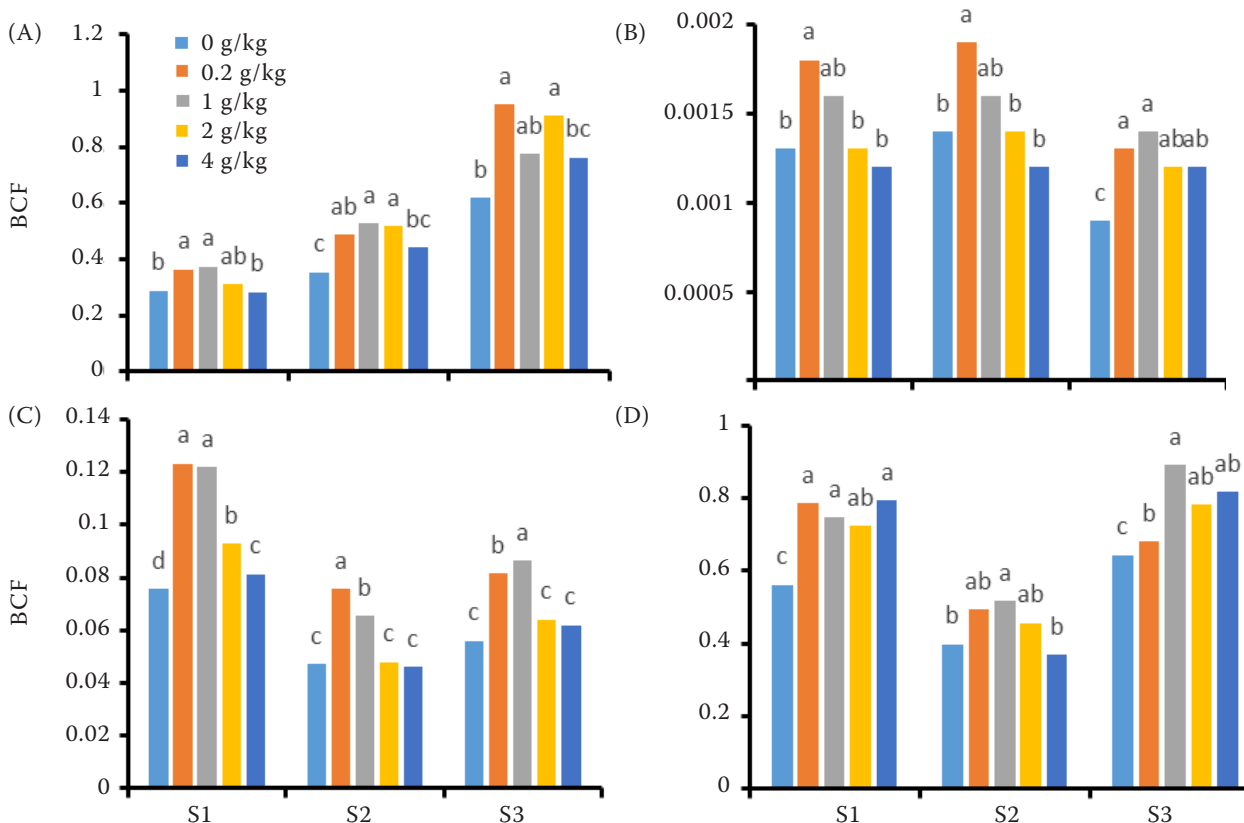 (A)
BCF
1.2
1
0.8
0.6
0.4
0.2
0
0 g/kg
0.2 g/kg
1 g/kg
2 g/kg
4 g/kg
b a a ab b
c ab a a bc
b a ab a bc
(B)
0.002
0.0015
0.001
0.0005
b a ab b b
b a ab b b
c a a ab ab
(C)
BCF
0.14
0.12
0.1
0.08
0.06
0.04
0.02
0
d a a b c
c a b c c
c b a c c
S1 S2 S3
(D)
1
0.8
0.6
0.4
0.2
0
c a a ab a
b ab a ab b
c b a ab ab
S1 S2 S3